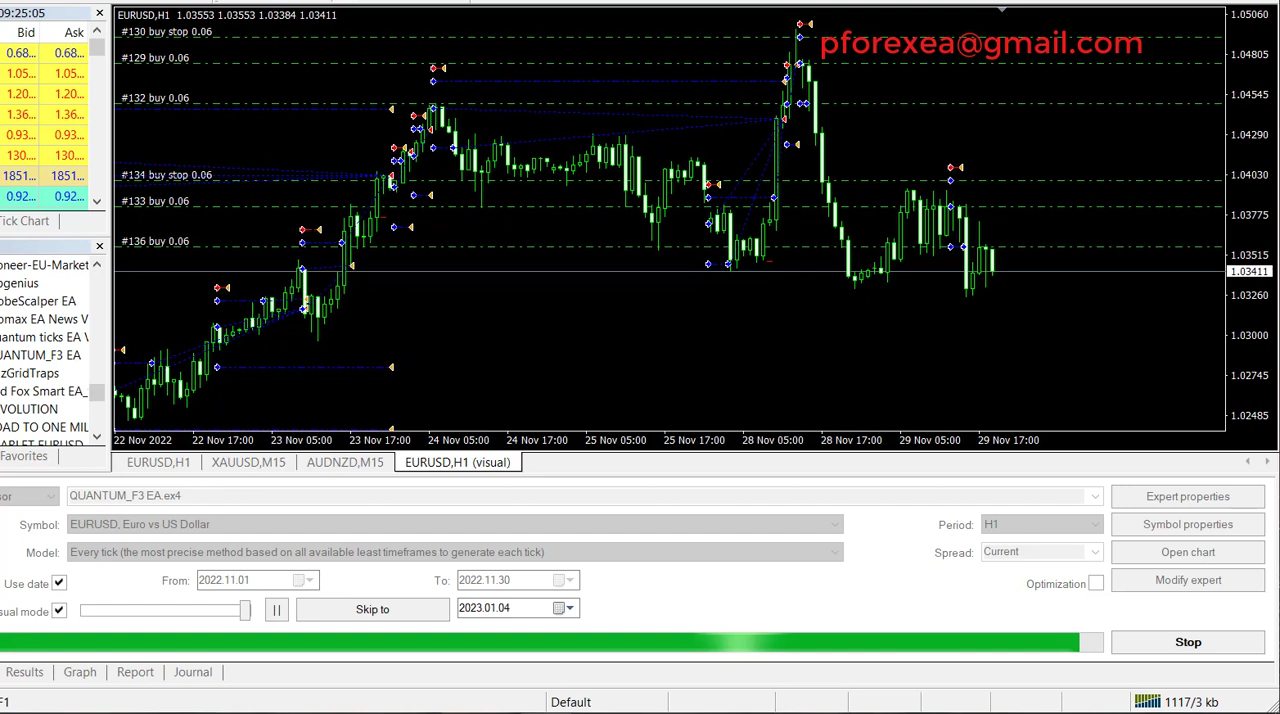 09:25:05
EURUSD,H1 1.03553 1.03553 1.03384 1.03411
Bid Ask
0.68... 0.68...
1.05... 1.05...
1.20... 1.20...
1.36... 1.36...
0.93... 0.93...
130.... 130....
1851... 1851...
0.92... 0.92...
ick Chart
#130 buy stop 0.06
#129 buy 0.06
#132 buy 0.06
#134 buy stop 0.06
#133 buy 0.06
#136 buy 0.06
pforexea@gmail.com
1.05060
1.04805
1.04545
1.04290
1.04030
1.03775
1.03515
1.03411
1.03260
1.03000
1.02745
1.02485
oneer-EU-Market
ogenius
obeScalper EA
omax EA News V
uantum ticks EA V
UANTUM_F3 EA
zGridTraps
d Fox Smart EA_
VOLUTION
OAD TO ONE MIL
CARLET EURUSD
Favorites
22 Nov 2022 22 Nov 17:00 23 Nov 05:00 23 Nov 17:00 24 Nov 05:00 24 Nov 17:00 25 Nov 05:00 25 Nov 17:00 28 Nov 05:00 28 Nov 17:00 29 Nov 05:00 29 Nov 17:00
EURUSD,H1 XAUUSD,M15 AUDNZD,M15 EURUSD,H1 (visual)
sor QUANTUM_F3 EA.ex4 Expert properties
Symbol: EURUSD, Euro vs US Dollar Period: H1 Symbol properties
Model: Every tick (the most precise method based on all available least timeframes to generate each tick) Spread: Current Open chart
Use date From: 2022.11.01 To: 2022.11.30 Optimization Modify expert
sual mode Skip to 2023.01.04
Stop
Results Graph Report Journal
F1 Default 1117/3 kb